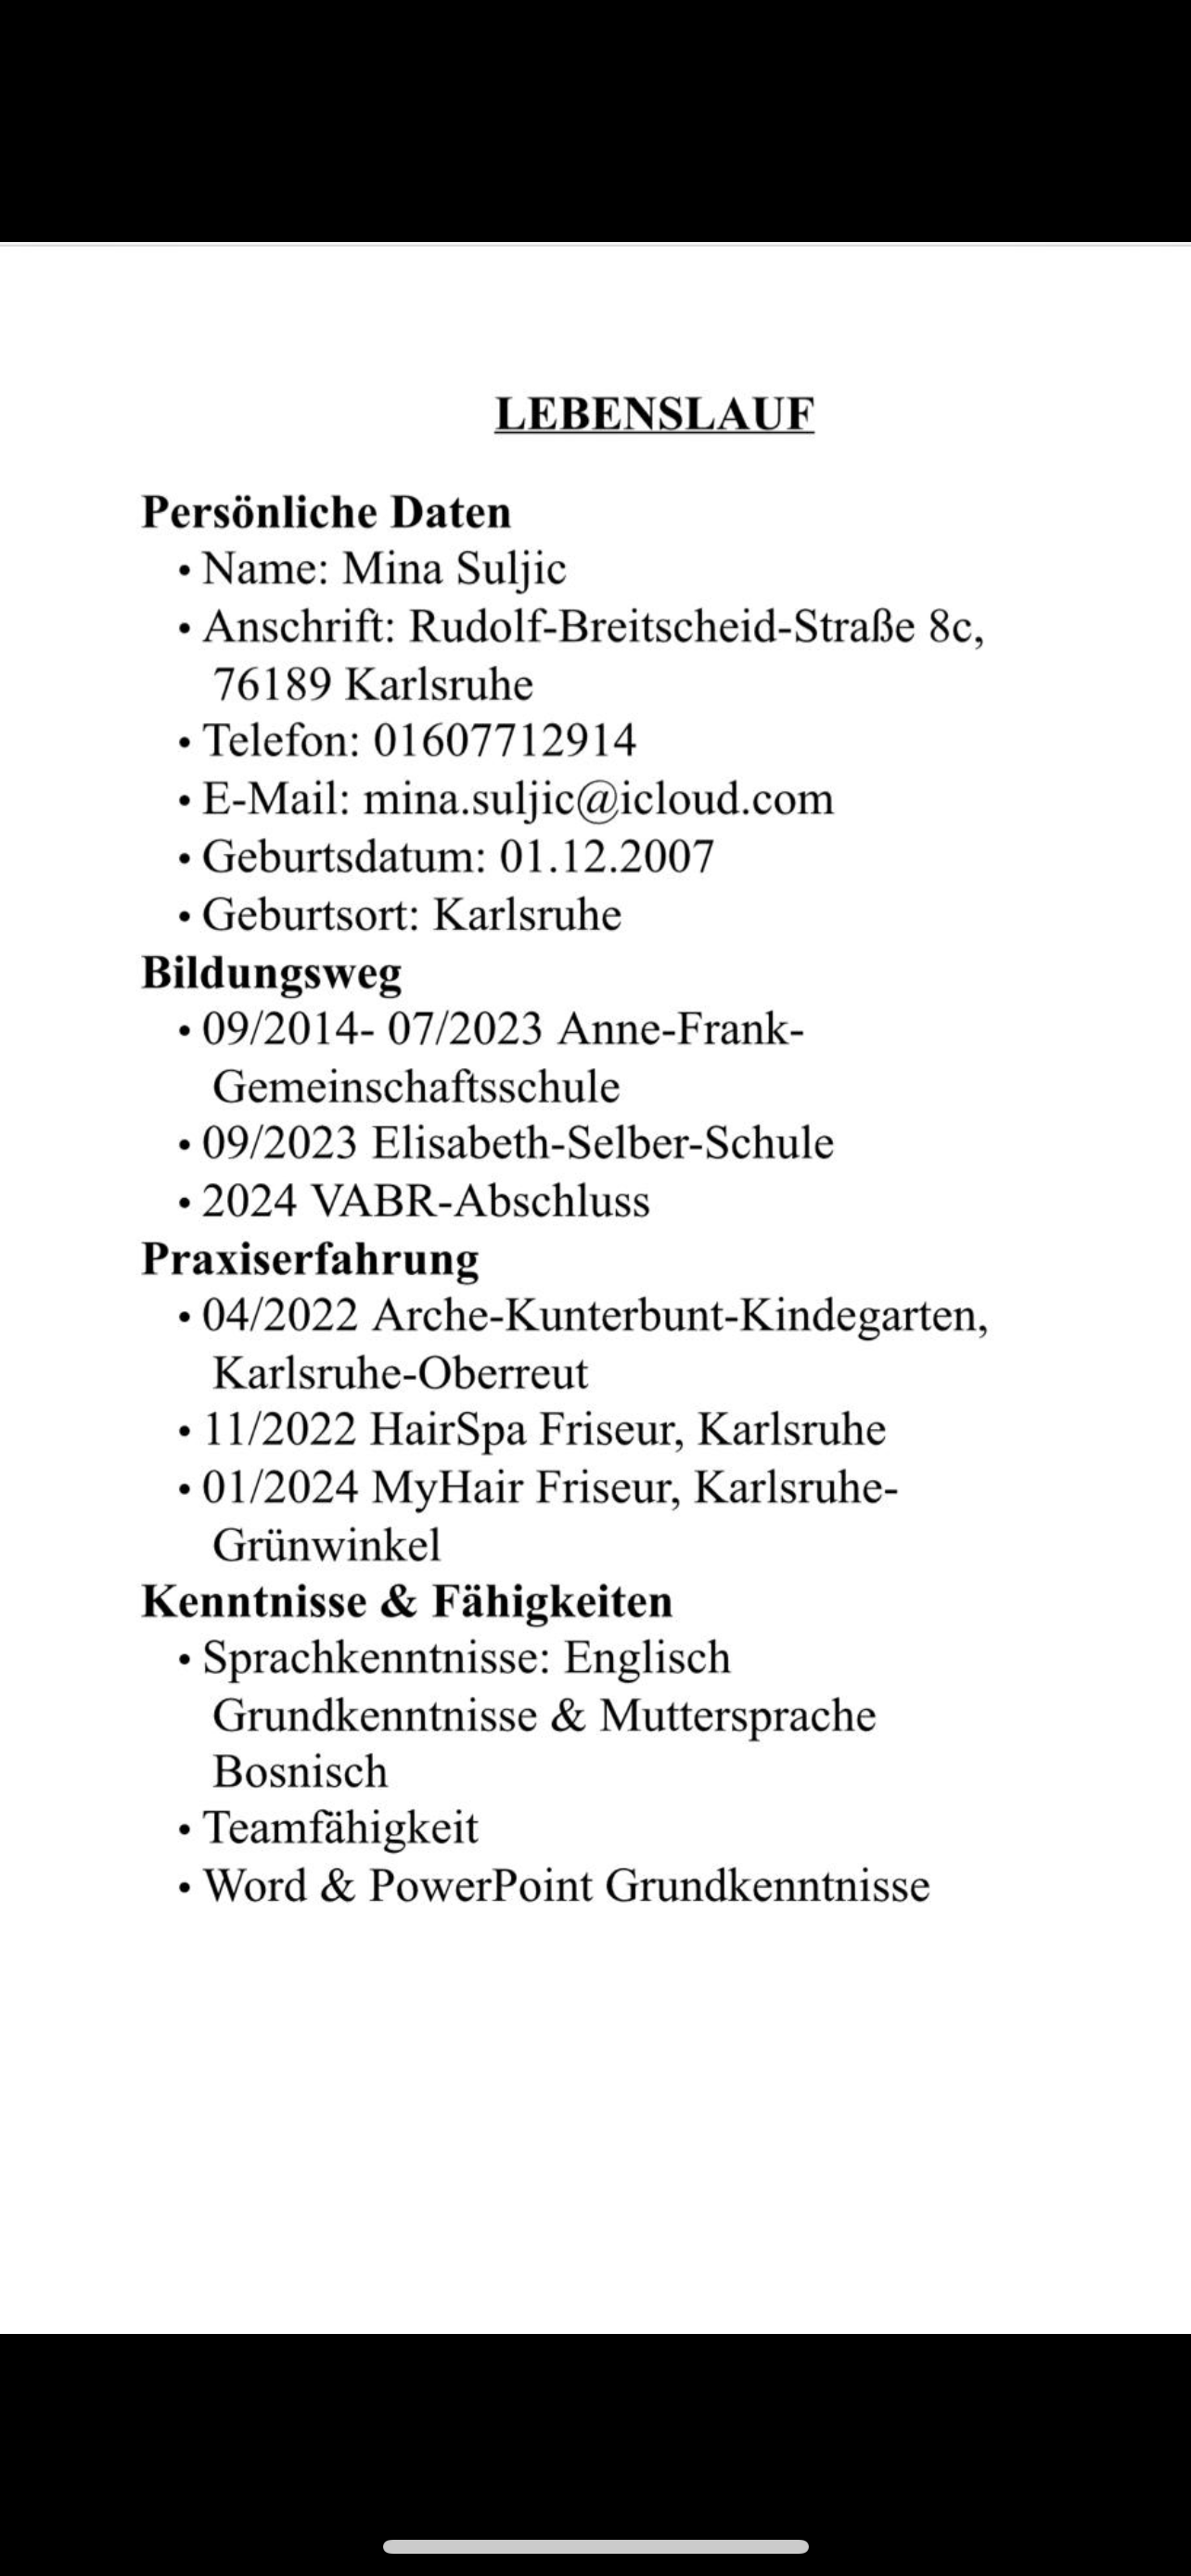 LEBENSLAUF
Persönliche Daten
• Name: Mina Suljic
• Anschrift: Rudolf-Breitscheid-Straße 8c,
76189 Karlsruhe
• Telefon: 01607712914
• E-Mail: mina.suljic@icloud.com
• Geburtsdatum: 01.12.2007
• Geburtsort: Karlsruhe
Bildungsweg
• 09/2014- 07/2023 Anne-Frank-
Gemeinschaftsschule
• 09/2023 Elisabeth-Selber-Schule
• 2024 VABR-Abschluss
Praxiserfahrung
• 04/2022 Arche-Kunterbunt-Kindegarten,
Karlsruhe-Oberreut
• 11/2022 HairSpa Friseur, Karlsruhe
• 01/2024 MyHair Friseur, Karlsruhe-
Grünwinkel
Kenntnisse & Fähigkeiten
• Sprachkenntnisse: Englisch
Grundkenntnisse & Muttersprache
Bosnisch
• Teamfähigkeit
• Word & PowerPoint Grundkenntnisse